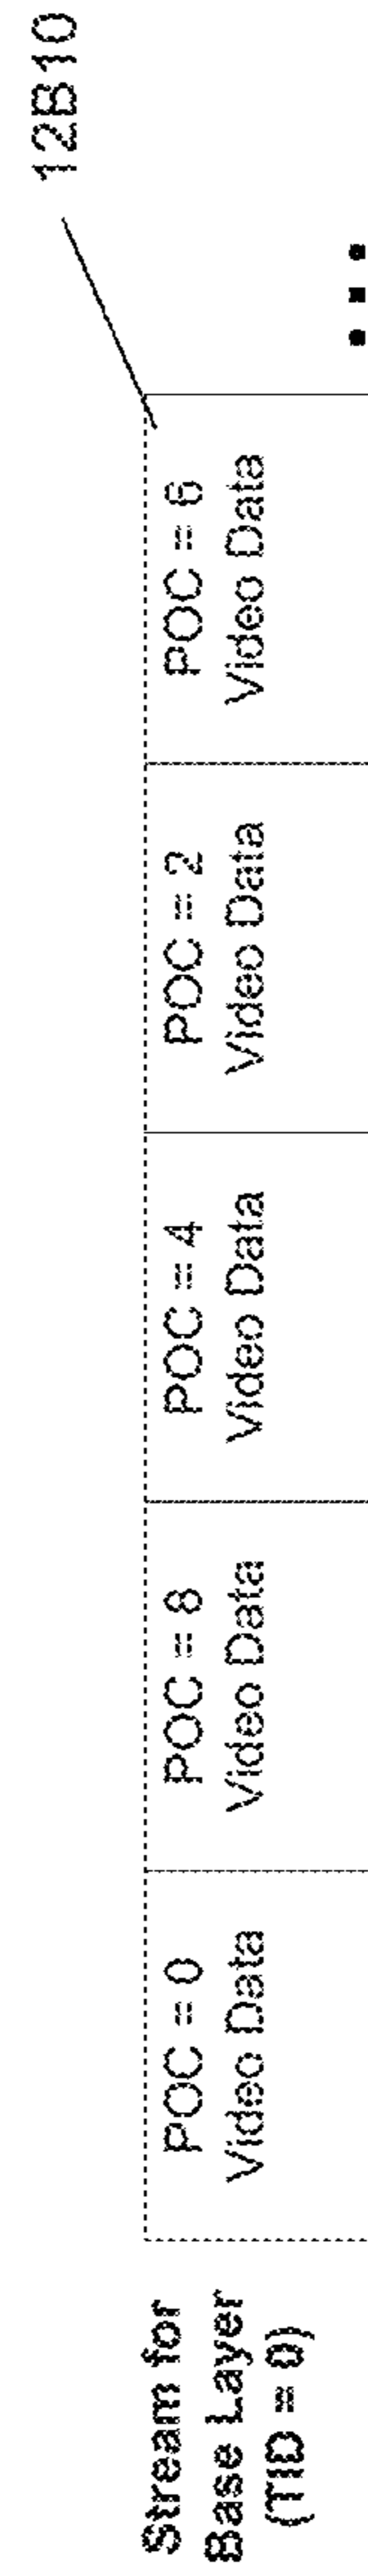 12B10
Stream for
Base Layer
(TID = 0)
POC = 0
Video Data
POC = 8
Video Data
POC = 4
Video Data
POC = 2
Video Data
POC = 6
Video Data
...